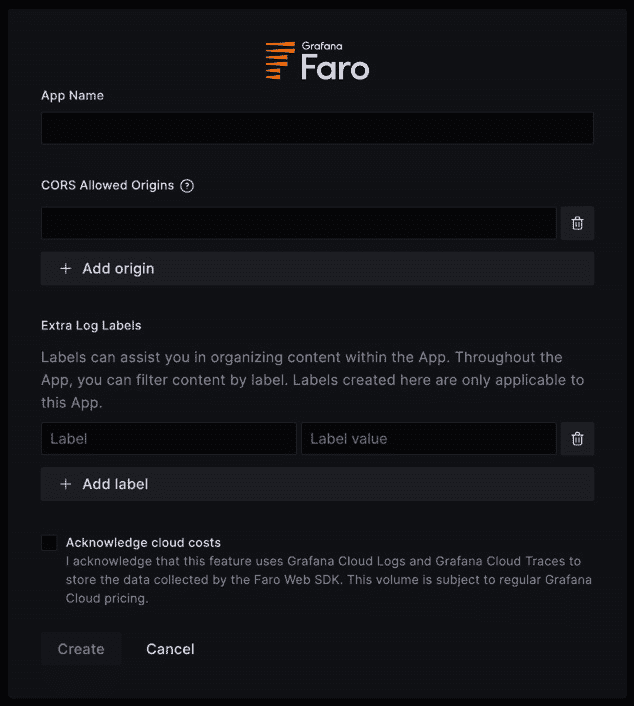 Grafana
Faro
App Name
CORS Allowed Origins ?
+ Add origin
Extra Log Labels
Labels can assist you in organizing content within the App. Throughout the
App, you can filter content by label. Labels created here are only applicable to
this App.
Label Label value
+ Add label
Acknowledge cloud costs
I acknowledge that this feature uses Grafana Cloud Logs and Grafana Cloud Traces to
store the data collected by the Faro Web SDK. This volume is subject to regular Grafana
Cloud pricing.
Create Cancel